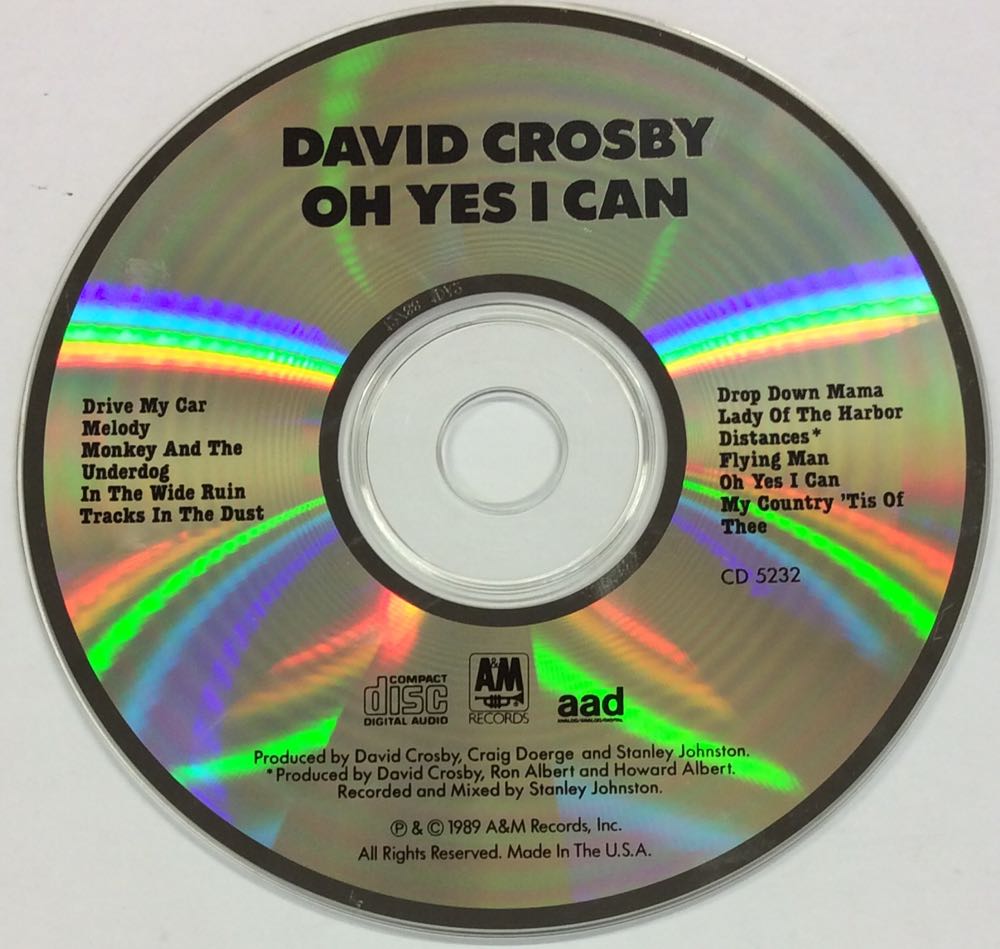 DAVID CROSBY
OH YES I CAN
Drive My Car
Melody
Monkey And The
Underdog
In The Wide Ruin
Tracks In The Dust
Drop Down Mama
Lady Of The Harbor
Distances*
Flying Man
Oh Yes I Can
My Country 'Tis Of
Thee
CD 5232
COMPACT
disc
DIGITAL AUDIO
A&M
RECORDS
aad
ANALOG/ANALOG/DIGITAL
Produced by David Crosby, Craig Doerge and Stanley Johnston.
*Produced by David Crosby, Ron Albert and Howard Albert.
Recorded and Mixed by Stanley Johnston.
Ⓟ & © 1989 A&M Records, Inc.
All Rights Reserved. Made In The U.S.A.